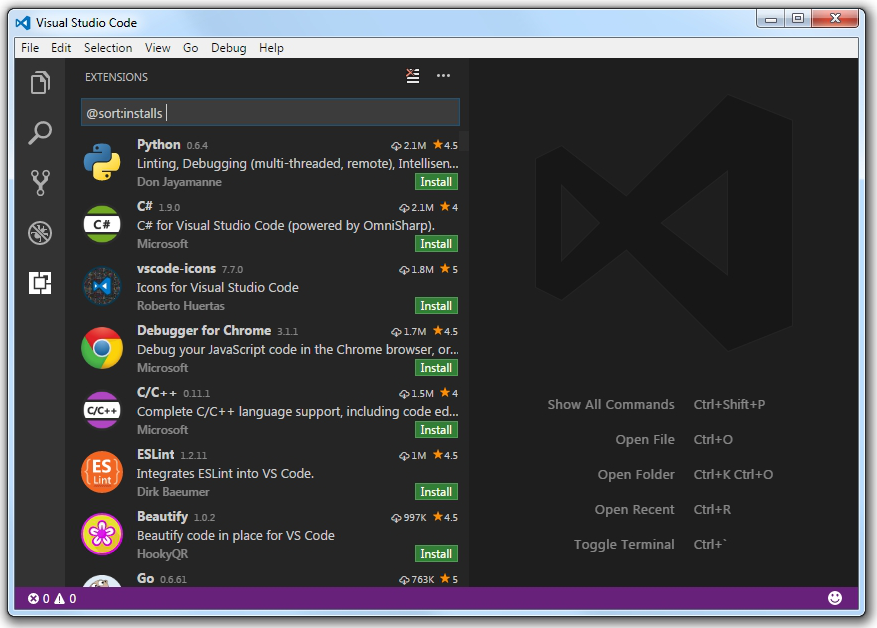 Visual Studio Code
File Edit Selection View Go Debug Help
EXTENSIONS
@sort:installs
Python 0.6.4 2.1M ★4.5
Linting, Debugging (multi-threaded, remote), Intellisen...
Don Jayamanne Install
C# C# 1.9.0 2.1M ★4
C# for Visual Studio Code (powered by OmniSharp).
Microsoft Install
vscode-icons 7.7.0 1.8M ★5
Icons for Visual Studio Code
Roberto Huertas Install
Debugger for Chrome 3.1.1 1.7M ★4.5
Debug your JavaScript code in the Chrome browser, or...
Microsoft Install
C/C++ C/C++ 0.11.1 1.5M ★4
Complete C/C++ language support, including code ed...
Microsoft Install
{ES} Lint ESLint 1.2.11 1M ★4.5
Integrates ESLint into VS Code.
Dirk Baeumer Install
Beautify 1.0.2 997K ★4.5
Beautify code in place for VS Code
HookyQR Install
Go 0.6.61 763K ★5
Show All Commands Ctrl+Shift+P
Open File Ctrl+O
Open Folder Ctrl+K Ctrl+O
Open Recent Ctrl+R
Toggle Terminal Ctrl+`
0 0